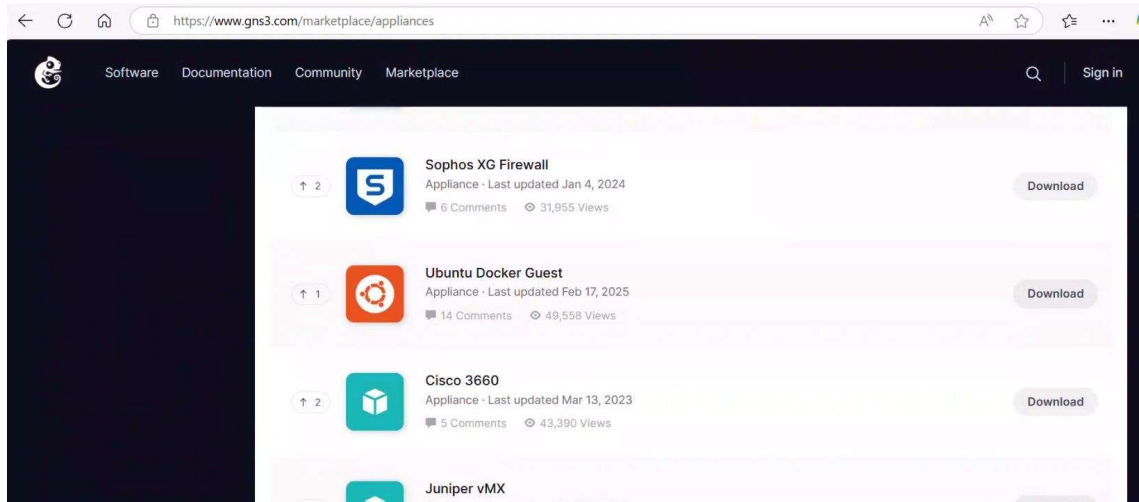 https://www.gns3.com/marketplace/appliances
Software Documentation Community Marketplace
Sign in
Sophos XG Firewall
↑ 2
Appliance · Last updated Jan 4, 2024
Download
6 Comments 31,955 Views
Ubuntu Docker Guest
↑ 1
Appliance · Last updated Feb 17, 2025
Download
14 Comments 49,558 Views
Cisco 3660
↑ 2
Appliance · Last updated Mar 13, 2023
Download
5 Comments 43,390 Views
Juniper vMX